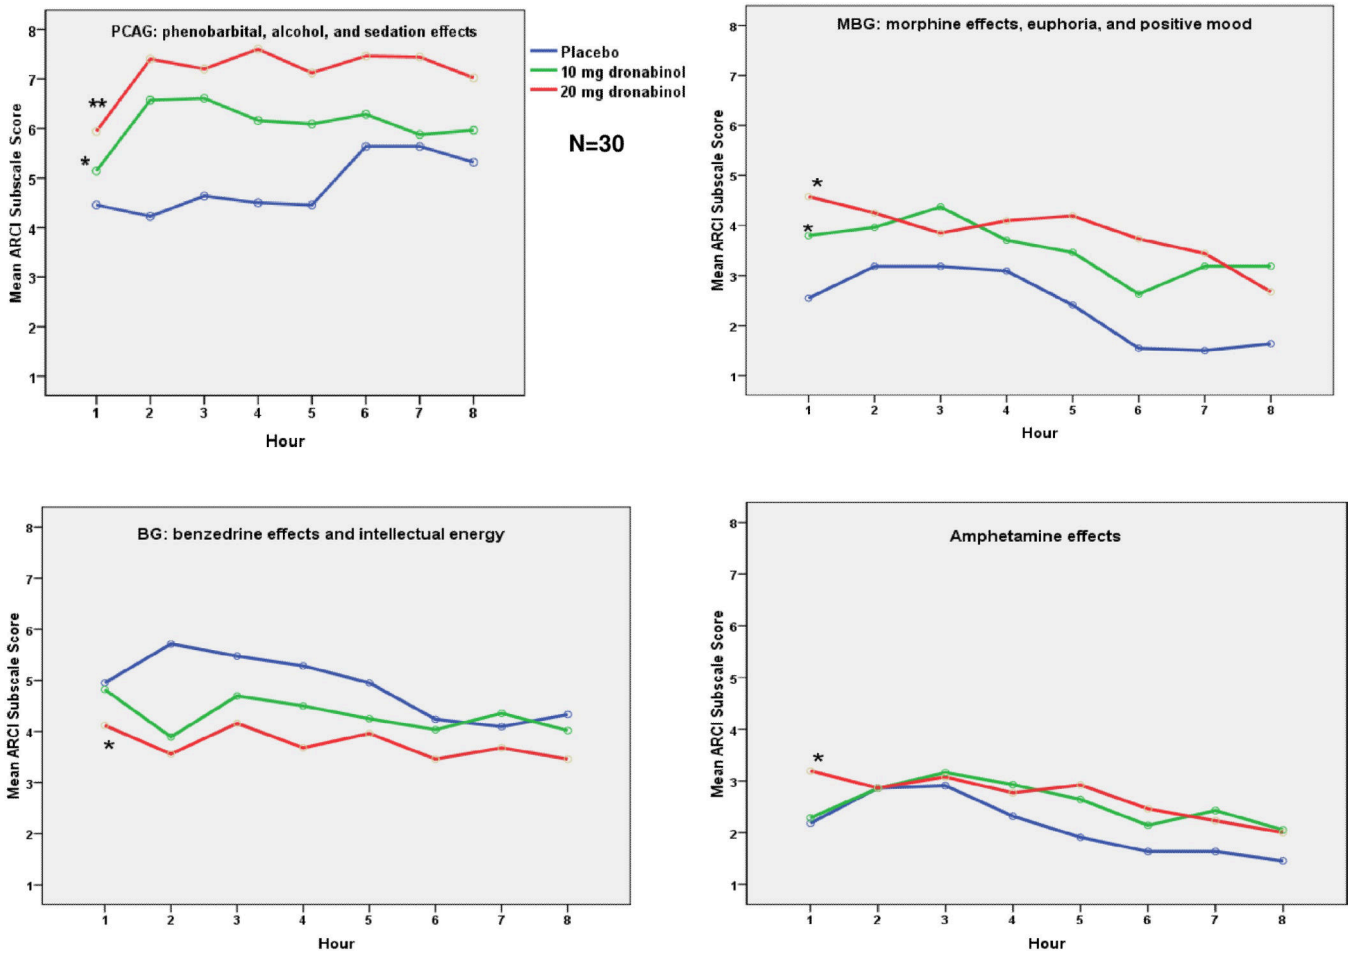 PCAG: phenobarbital, alcohol, and sedation effects
Mean ARCI Subscale Score
8
7
6
5
4
3
2
1
**
*
1 2 3 4 5 6 7 8
Hour
Placebo
10 mg dronabinol
20 mg dronabinol
N=30
MBG: morphine effects, euphoria, and positive mood
Mean ARCI Subscale Score
8
7
6
5
4
3
2
1
*
*
1 2 3 4 5 6 7 8
Hour
BG: benzedrine effects and intellectual energy
Mean ARCI Subscale Score
8
7
6
5
4
3
2
1
*
1 2 3 4 5 6 7 8
Hour
Amphetamine effects
Mean ARCI Subscale Score
8
7
6
5
4
3
2
1
*
1 2 3 4 5 6 7 8
Hour